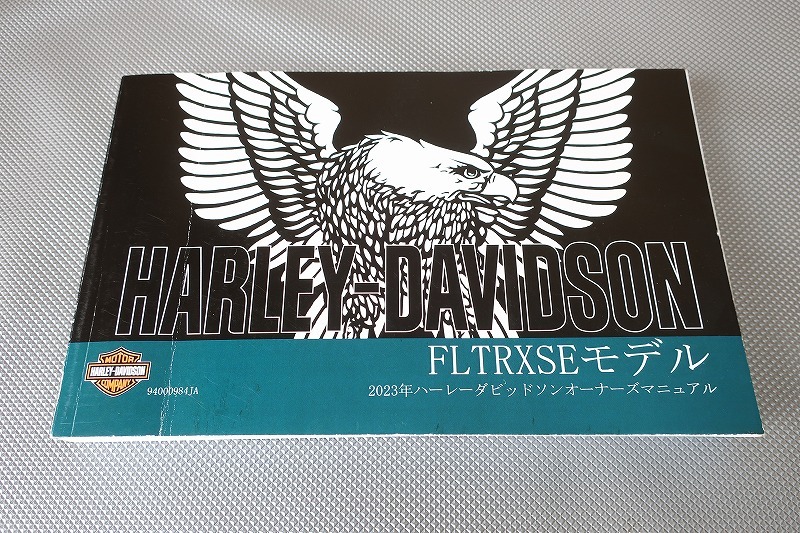 HARLEY-DAVIDSON
FLTRXSEモデル
2023年ハーレーダビッドソンオーナーズマニュアル
MOTOR
HARLEY-DAVIDSON
COMPANY
94000984JA